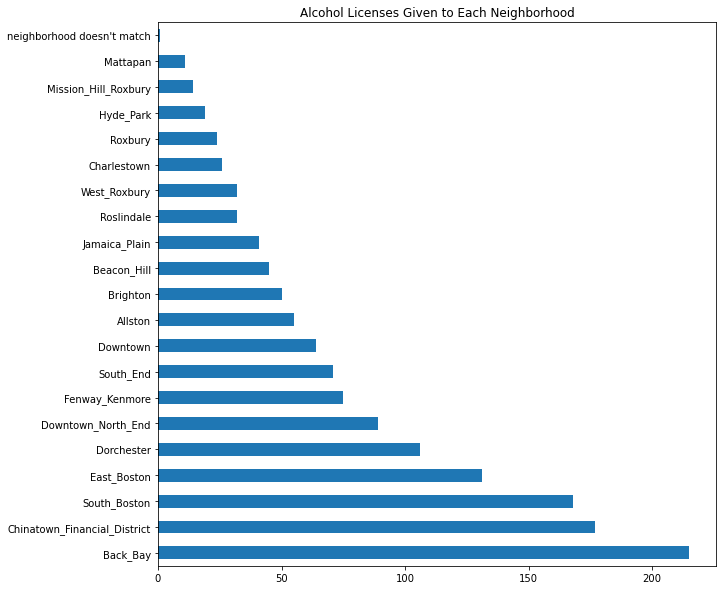 Alcohol Licenses Given to Each Neighborhood
neighborhood doesn't match
Mattapan
Mission_Hill_Roxbury
Hyde_Park
Roxbury
Charlestown
West_Roxbury
Roslindale
Jamaica_Plain
Beacon_Hill
Brighton
Allston
Downtown
South_End
Fenway_Kenmore
Downtown_North_End
Dorchester
East_Boston
South_Boston
Chinatown_Financial_District
Back_Bay
0 50 100 150 200